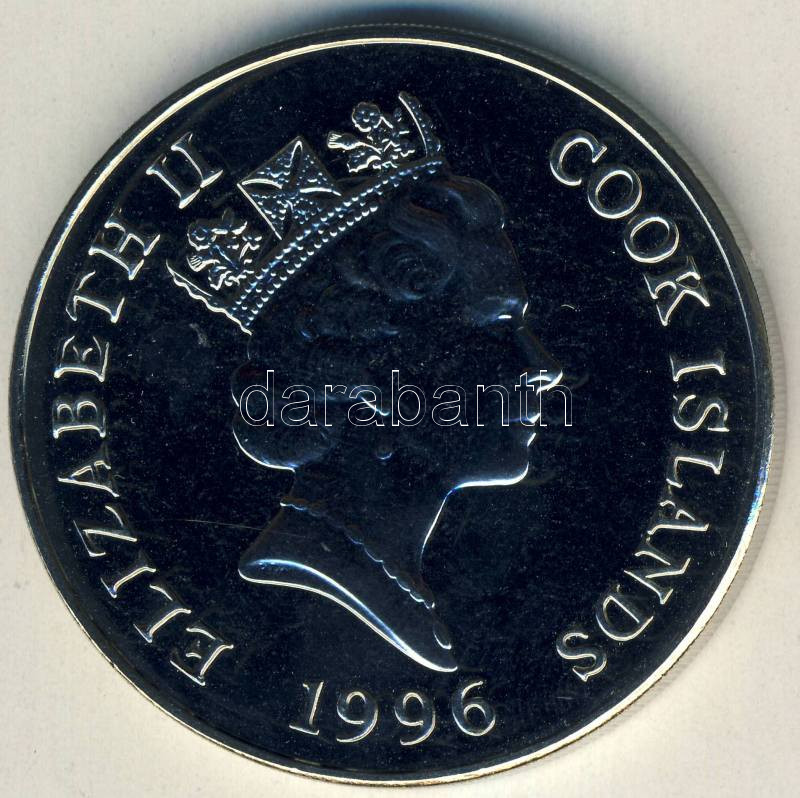 ELIZABETH II
COOK ISLANDS
1996
darabanth